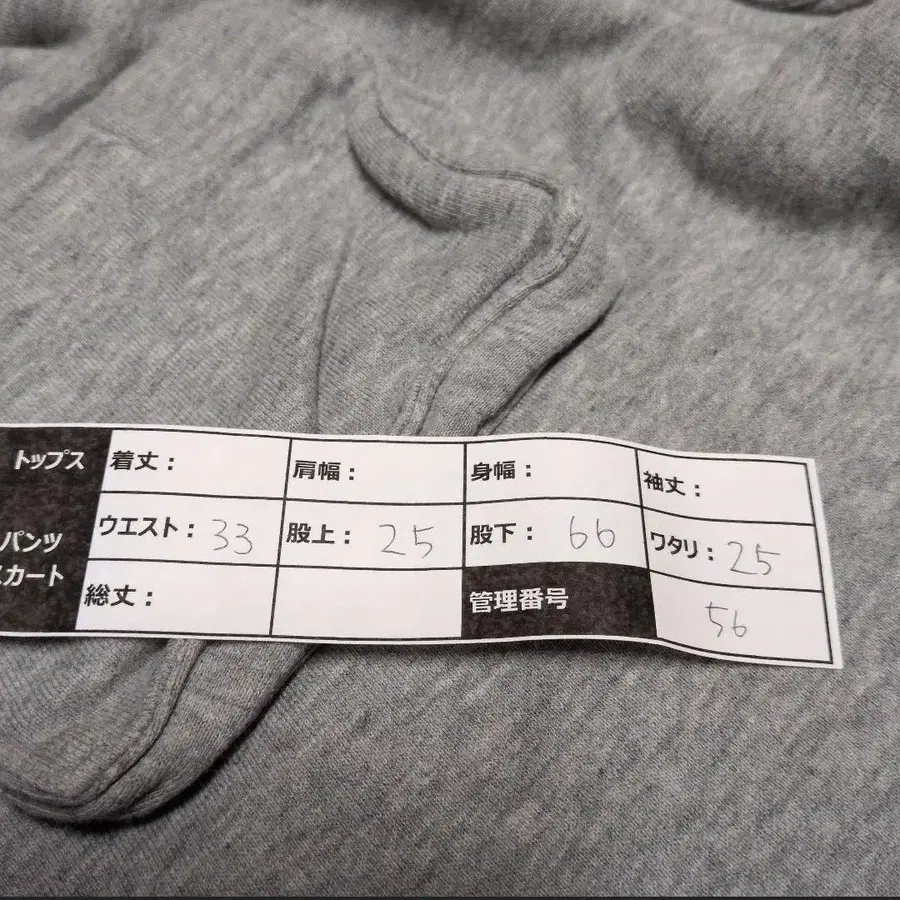 トップス 着丈： 肩幅： 身幅： 袖丈：
パンツ ウエスト：33 股上：25 股下：66 ワタリ：25
スカート 総丈： 管理番号 56